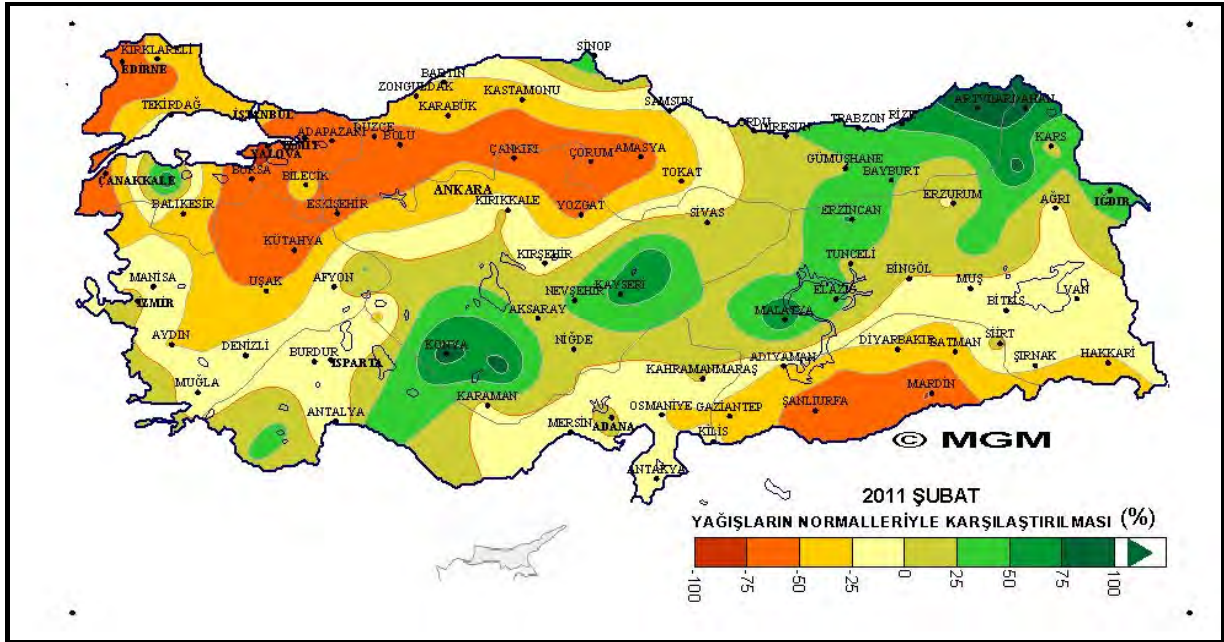 SİNOP
KIRKLARELİ
EDİRNE
BARTIN
ZONGULDAK
KASTAMONU
TEKİRDAĞ
İSTANBUL
KARABÜK
SAMSUN
ARTVİN
ARDAHAN
DÜZCE
ADAPAZARI
BOLU
ORDU
GİRESUN
TRABZON
RİZE
KARS
YALOVA
ÇANKIRI
ÇORUM
AMASYA
GÜMÜŞHANE
BAYBURT
ÇANAKKALE
BURSA
BİLECİK
ANKARA
TOKAT
ERZURUM
AĞRI
IĞDIR
BALIKESİR
ESKİŞEHİR
KIRIKKALE
YOZGAT
SİVAS
ERZİNCAN
KÜTAHYA
KIRŞEHİR
TUNCELİ
MANİSA
UŞAK
AFYON
NEVŞEHİR
KAYSERİ
ELAZIĞ
BİNGÖL
MUŞ
BİTLİS
VAN
İZMİR
AKSARAY
MALATYA
AYDIN
DENİZLİ
BURDUR
ISPARTA
KONYA
NİĞDE
ADIYAMAN
DİYARBAKIR
BATMAN
SİİRT
ŞIRNAK
HAKKARİ
MUĞLA
ANTALYA
KARAMAN
KAHRAMANMARAŞ
MERSİN
ADANA
OSMANİYE
GAZİANTEP
ŞANLIURFA
MARDİN
KİLİS
ANTAKYA
© MGM
2011 ŞUBAT
YAĞIŞLARIN NORMALLERİYLE KARŞILAŞTIRILMASI (%)
-100 -75 -50 -25 0 25 50 75 100